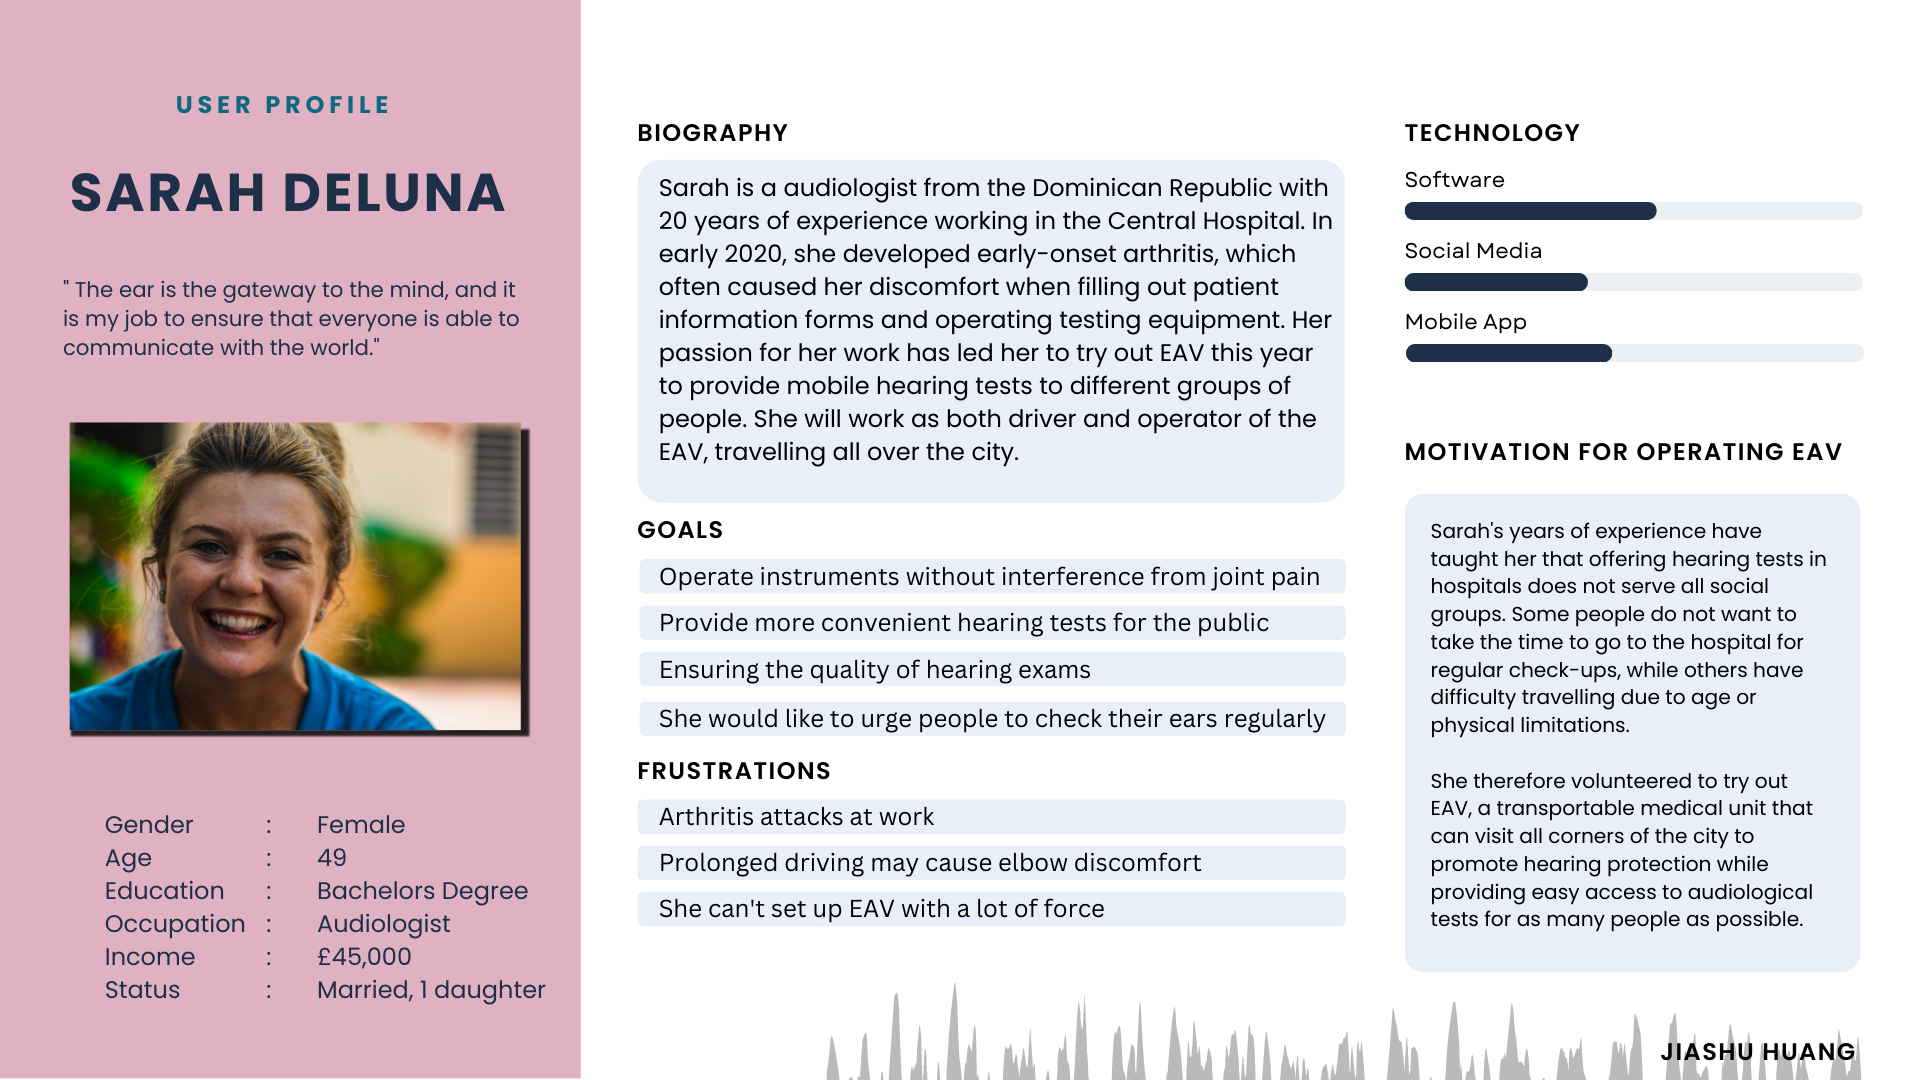 USER PROFILE
SARAH DELUNA
" The ear is the gateway to the mind, and it
is my job to ensure that everyone is able to
communicate with the world."
Gender : Female
Age : 49
Education : Bachelors Degree
Occupation : Audiologist
Income : £45,000
Status : Married, 1 daughter
BIOGRAPHY
Sarah is a audiologist from the Dominican Republic with
20 years of experience working in the Central Hospital. In
early 2020, she developed early-onset arthritis, which
often caused her discomfort when filling out patient
information forms and operating testing equipment. Her
passion for her work has led her to try out EAV this year
to provide mobile hearing tests to different groups of
people. She will work as both driver and operator of the
EAV, travelling all over the city.
GOALS
Operate instruments without interference from joint pain
Provide more convenient hearing tests for the public
Ensuring the quality of hearing exams
She would like to urge people to check their ears regularly
FRUSTRATIONS
Arthritis attacks at work
Prolonged driving may cause elbow discomfort
She can't set up EAV with a lot of force
TECHNOLOGY
Software
Social Media
Mobile App
MOTIVATION FOR OPERATING EAV
Sarah's years of experience have
taught her that offering hearing tests in
hospitals does not serve all social
groups. Some people do not want to
take the time to go to the hospital for
regular check-ups, while others have
difficulty travelling due to age or
physical limitations.
She therefore volunteered to try out
EAV, a transportable medical unit that
can visit all corners of the city to
promote hearing protection while
providing easy access to audiological
tests for as many people as possible.
JIASHU HUANG